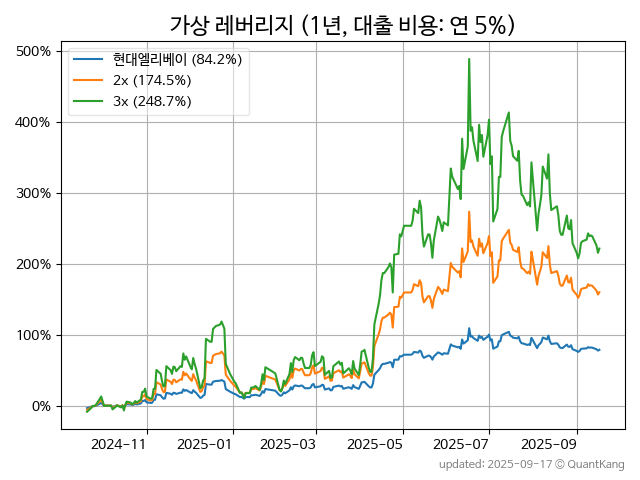 가상 레버리지 (1년, 대출 비용: 연 5%)
500%
400%
300%
200%
100%
0%
현대엘리베이 (84.2%)
2x (174.5%)
3x (248.7%)
2024-11
2025-01
2025-03
2025-05
2025-07
2025-09
updated: 2025-09-17 © QuantKang